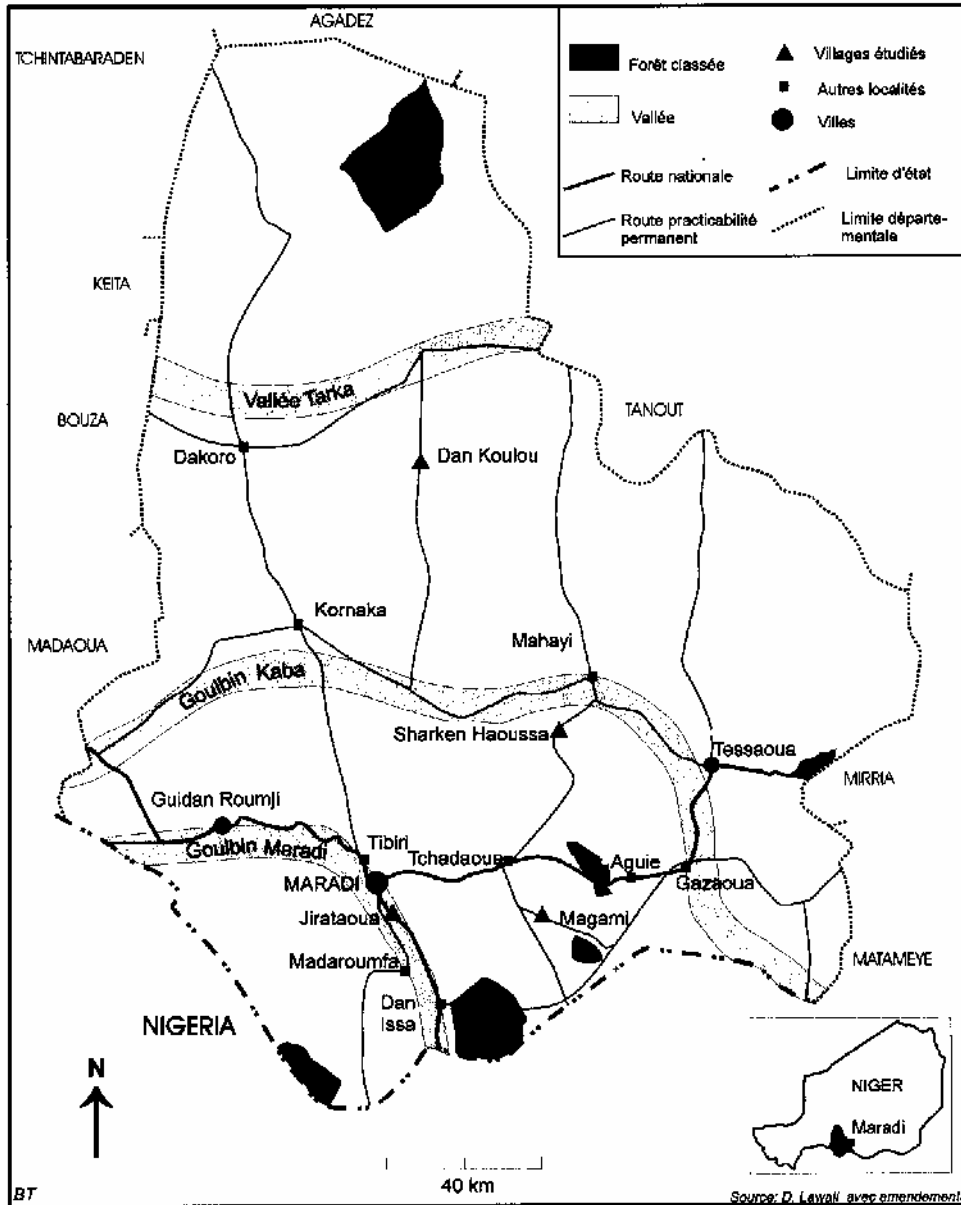 AGADEZ
TCHINTABARADEN
Forêt classée
Villages étudiés
Autres localités
Vallée
Villes
Route nationale
Limite d'état
Route practicabilité
permanent
Limite départe-
mentale
KEITA
Vallée Tarka
BOUZA
TANOUT
Dakoro
Dan Koulou
Kornaka
Mahayi
MADAOUA
Goulbin Kaba
Sharken Haoussa
Tessaoua
MIRRIA
Guidan Roumji
Goulbin Maradi
Tibiri
Tchadaoua
Aguie
Gazaoua
MARADI
Jirataoua
Magami
Madaroumfa
MATAMEYE
Dan
Issa
NIGERIA
N
NIGER
Maradi
40 km
BT
Source: D. Lawali avec amendements